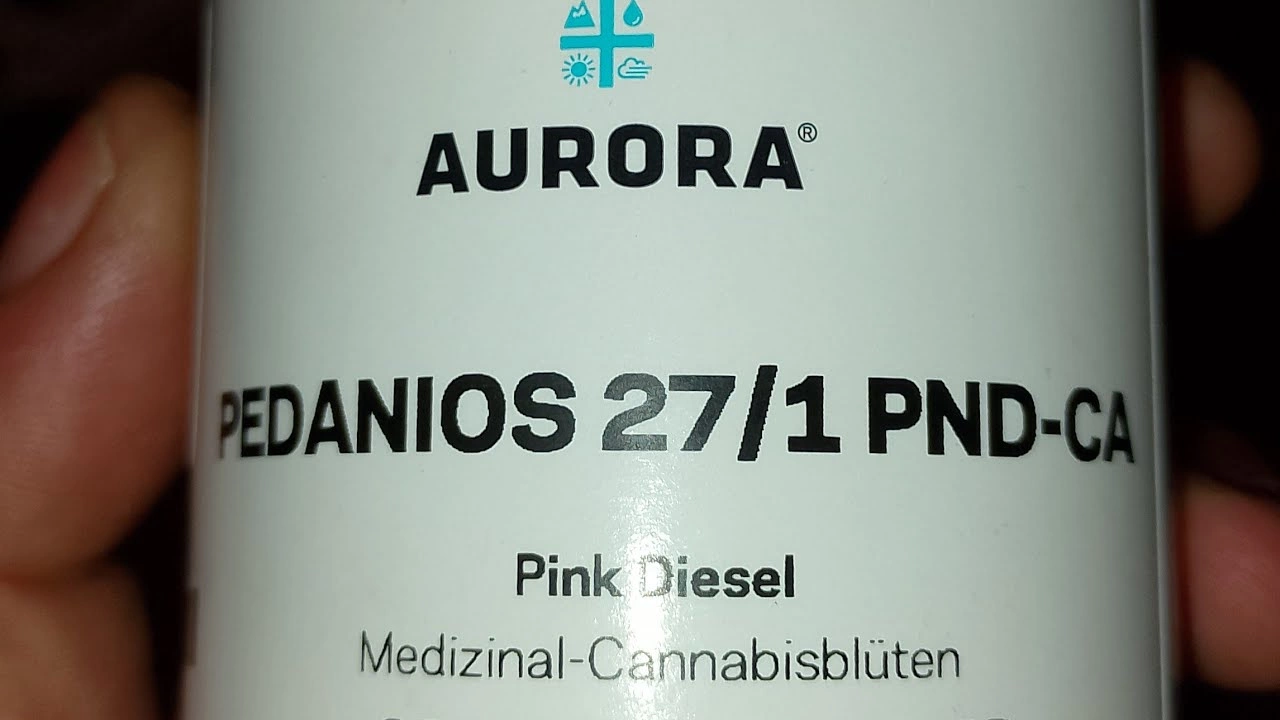 AURORA®
PEDANIOS 27/1 PND-CA
Pink Diesel
Medizinal-Cannabisblüten